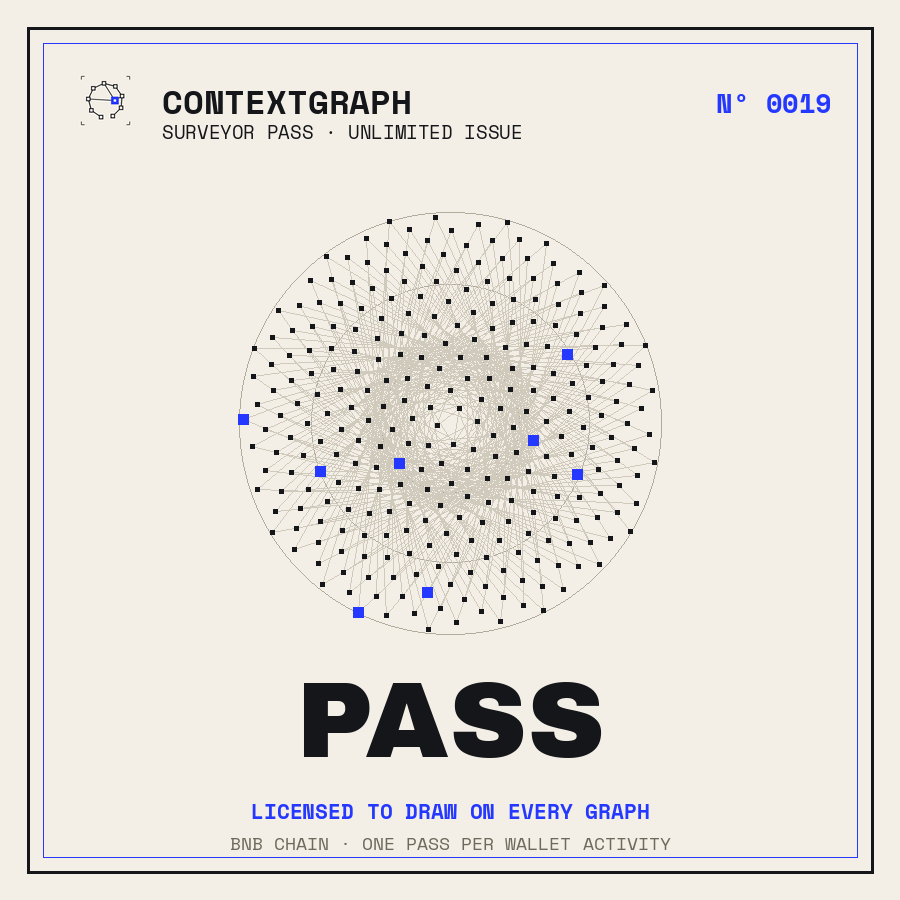 CONTEXTGRAPH
N° 0019
SURVEYOR PASS · UNLIMITED ISSUE
PASS
LICENSED TO DRAW ON EVERY GRAPH
BNB CHAIN · ONE PASS PER WALLET ACTIVITY